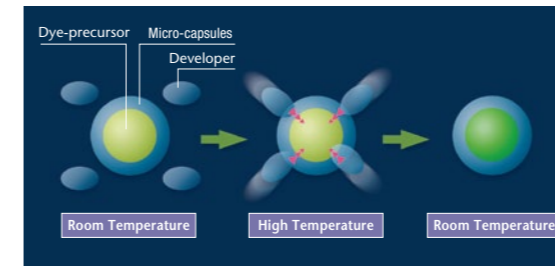 Dye-precursor Micro-capsules
Developer
Room Temperature High Temperature Room Temperature